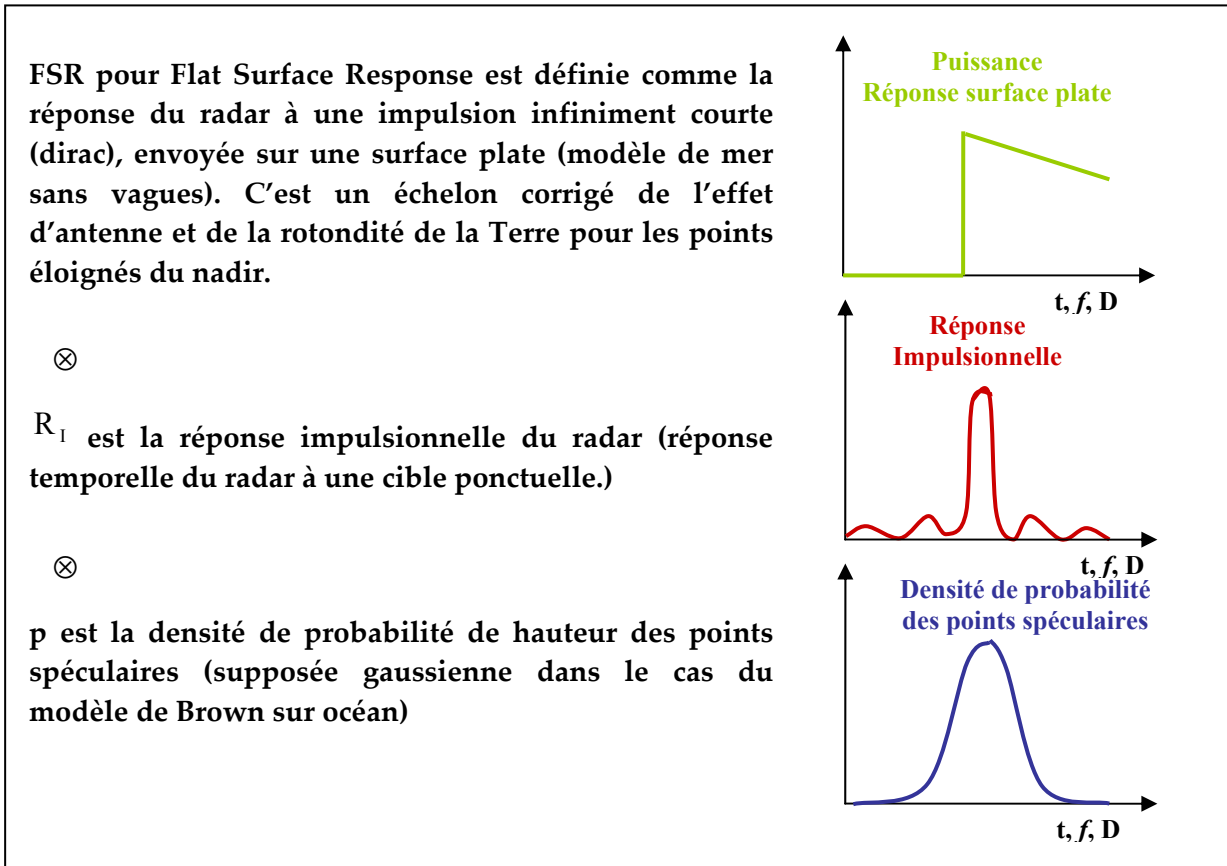 FSR pour Flat Surface Response est définie comme la
réponse du radar à une impulsion infiniment courte
(dirac), envoyée sur une surface plate (modèle de mer
sans vagues). C’est un échelon corrigé de l’effet
d’antenne et de la rotondité de la Terre pour les points
éloignés du nadir.
Puissance
Réponse surface plate
t, f, D
⊗
R I est la réponse impulsionnelle du radar (réponse
temporelle du radar à une cible ponctuelle.)
Réponse
Impulsionnelle
t, f, D
⊗
p est la densité de probabilité de hauteur des points
spéculaires (supposée gaussienne dans le cas du
modèle de Brown sur océan)
Densité de probabilité
des points spéculaires
t, f, D